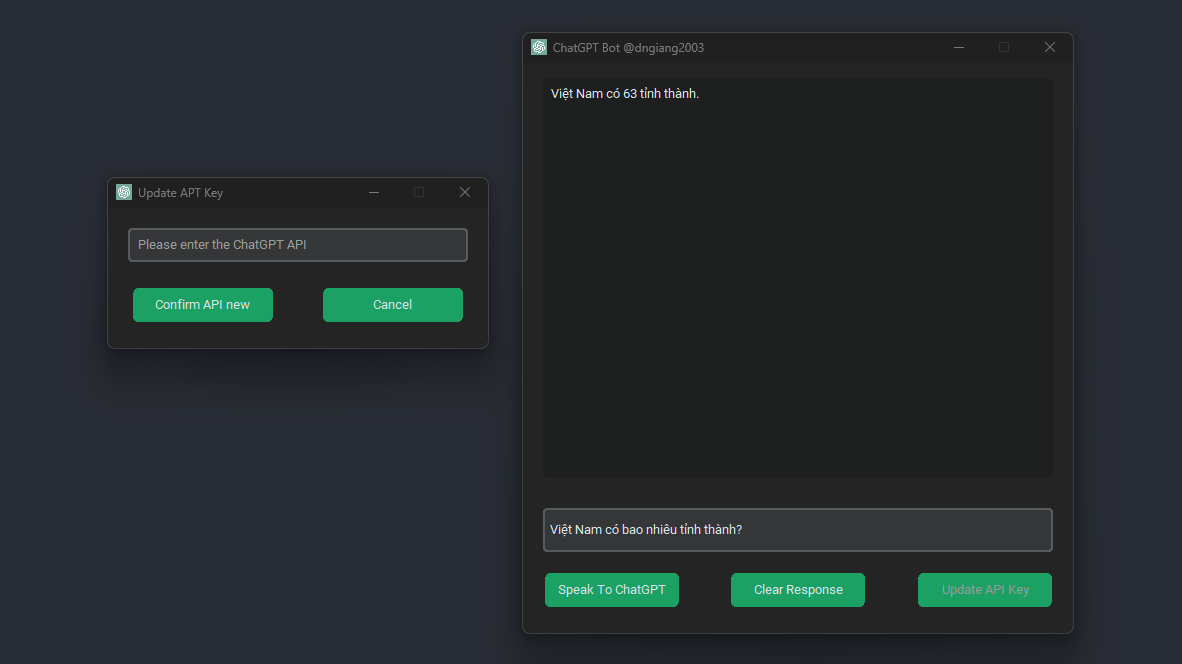 Update APT Key
Please enter the ChatGPT API
Confirm API new
Cancel
ChatGPT Bot @dngiang2003
Việt Nam có 63 tỉnh thành.
Việt Nam có bao nhiêu tỉnh thành?
Speak To ChatGPT
Clear Response
Update API Key